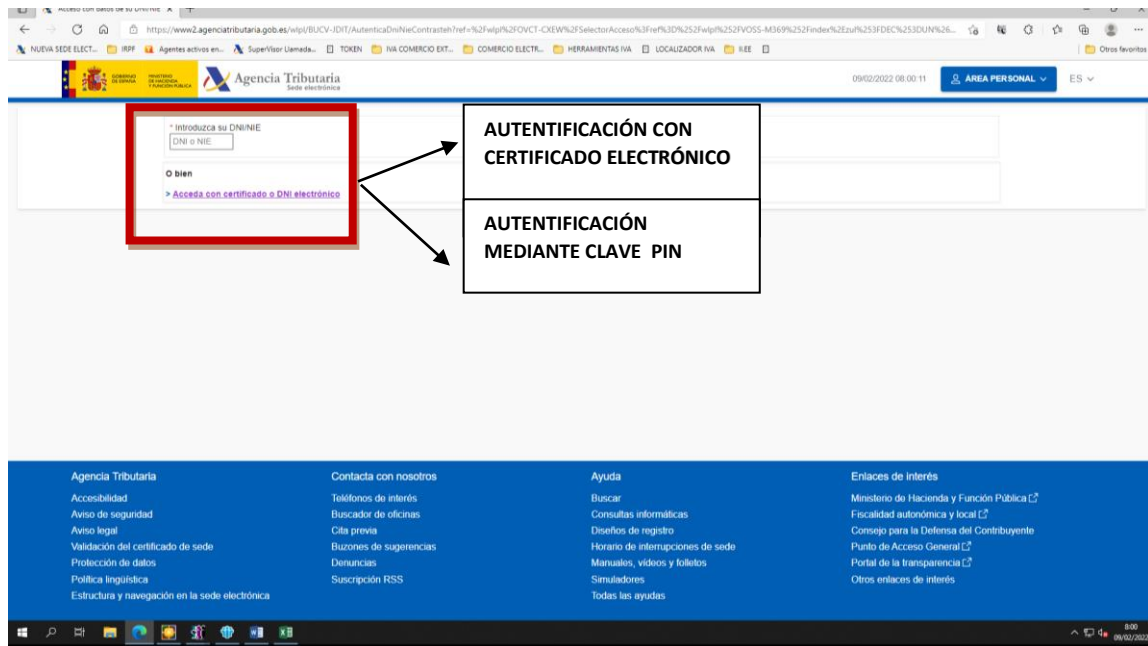 Acceso con datos de su DNI/NIE
https://www2.agenciatributaria.gob.es/wlpl/BUCV-JDIT/AutenticaDniNieContrasteh?ref=%2Fwlpl%2FOVCT-CXEW%2FSelectorAcceso%3Fref%3D%252Fwlpl%252FVOSS-M369%252Findex%2Ezul%253FDEC%253DUN%26...
NUEVA SEDE ELECT... IRPF Agentes activos en... SuperVisor Llamada... TOKEN IVA COMERCIO EXT... COMERCIO ELECTR... HERRAMIENTAS IVA LOCALIZADOR IVA IIEE Otros favoritos
GOBIERNO DE ESPAÑA
MINISTERIO DE HACIENDA Y FUNCIÓN PÚBLICA
Agencia Tributaria
Sede electrónica
09/02/2022 08:00:11 ÁREA PERSONAL ES
* Introduzca su DNI/NIE
DNI o NIE
O bien
> Acceda con certificado o DNI electrónico
AUTENTIFICACIÓN CON
CERTIFICADO ELECTRÓNICO
AUTENTIFICACIÓN
MEDIANTE CLAVE PIN
Agencia Tributaria
Accesibilidad
Aviso de seguridad
Aviso legal
Validación del certificado de sede
Protección de datos
Política lingüística
Estructura y navegación en la sede electrónica
Contacta con nosotros
Teléfonos de interés
Buscador de oficinas
Cita previa
Buzones de sugerencias
Denuncias
Suscripción RSS
Ayuda
Buscar
Consultas informáticas
Diseños de registro
Horario de interrupciones de sede
Manuales, vídeos y folletos
Simuladores
Todas las ayudas
Enlaces de interés
Ministerio de Hacienda y Función Pública
Fiscalidad autonómica y local
Consejo para la Defensa del Contribuyente
Punto de Acceso General
Portal de la transparencia
Otros enlaces de interés
8:00
09/02/2022